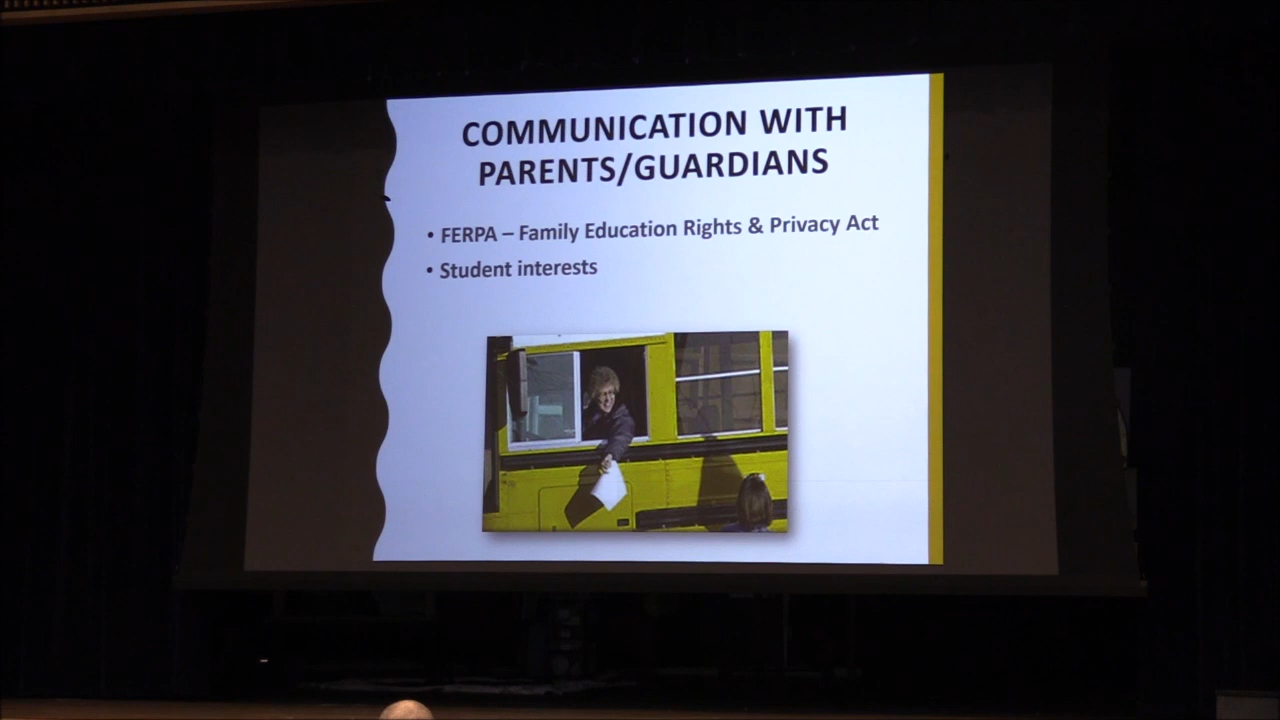 COMMUNICATION WITH
PARENTS/GUARDIANS
• FERPA – Family Education Rights & Privacy Act
• Student interests